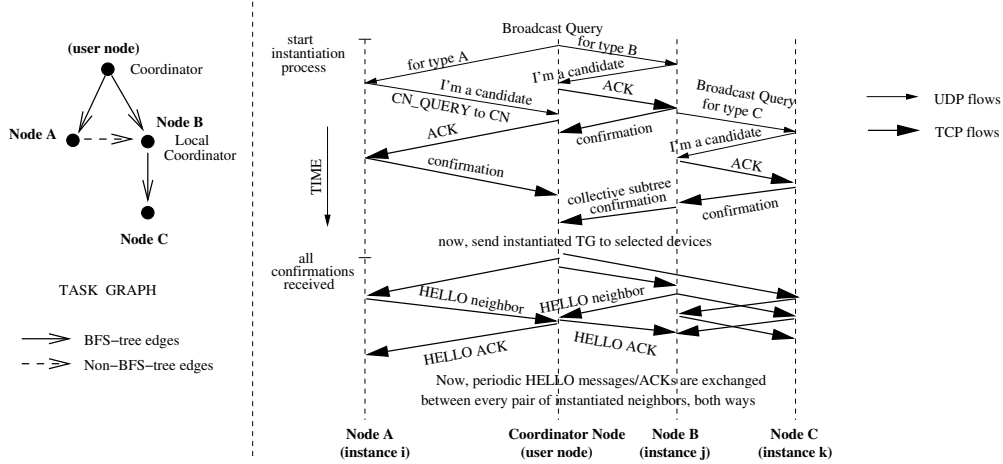 (user node)
Coordinator
Node A
Node B
Local
Coordinator
Node C
TASK GRAPH
BFS−tree edges
Non−BFS−tree edges
start
instantiation
process
TIME
all
confirmations
received
Broadcast Query
for type A
for type B
I'm a candidate
I'm a candidate
CN_QUERY to CN
ACK
Broadcast Query
for type C
ACK
confirmation
I'm a candidate
ACK
confirmation
collective subtree
confirmation
confirmation
now, send instantiated TG to selected devices
HELLO neighbor
HELLO neighbor
HELLO ACK
HELLO ACK
Now, periodic HELLO messages/ACKs are exchanged
between every pair of instantiated neighbors, both ways
Node A
(instance i)
Coordinator Node
(user node)
Node B
(instance j)
Node C
(instance k)
UDP flows
TCP flows